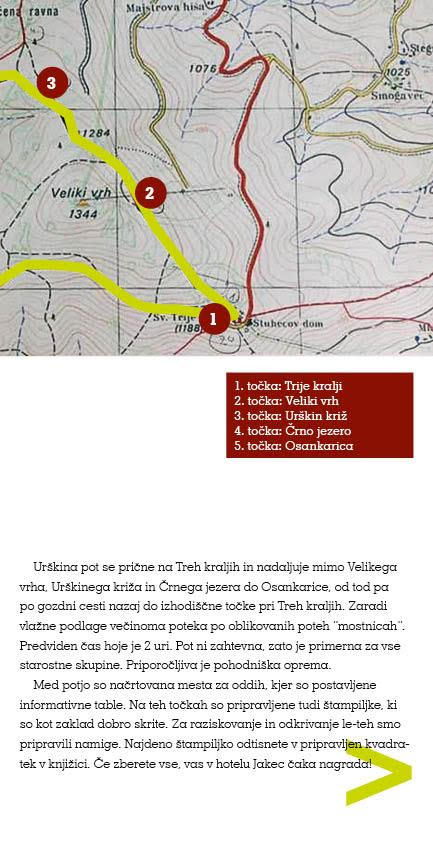 čena ravna
Majstrova hiša
1076
1025
Smogavec
3
1284
2
Veliki vrh
1344
1
Sv. Trije
(1188)
Štuhecov dom
1. točka: Trije kralji
2. točka: Veliki vrh
3. točka: Urškin križ
4. točka: Črno jezero
5. točka: Osankarica
Urškina pot se prične na Treh kraljih in nadaljuje mimo Velikega
vrha, Urškinega križa in Črnega jezera do Osankarice, od tod pa
po gozdni cesti nazaj do izhodiščne točke pri Treh kraljih. Zaradi
vlažne podlage večinoma poteka po oblikovanih poteh "mostnicah".
Predviden čas hoje je 2 uri. Pot ni zahtevna, zato je primerna za vse
starostne skupine. Priporočljiva je pohodniška oprema.
Med potjo so načrtovana mesta za oddih, kjer so postavljene
informativne table. Na teh točkah so pripravljene tudi štampiljke, ki
so kot zaklad dobro skrite. Za raziskovanje in odkrivanje le-teh smo
pripravili namige. Najdeno štampiljko odtisnete v pripravljen kvadra-
tek v knjižici. Če zberete vse, vas v hotelu Jakec čaka nagrada!